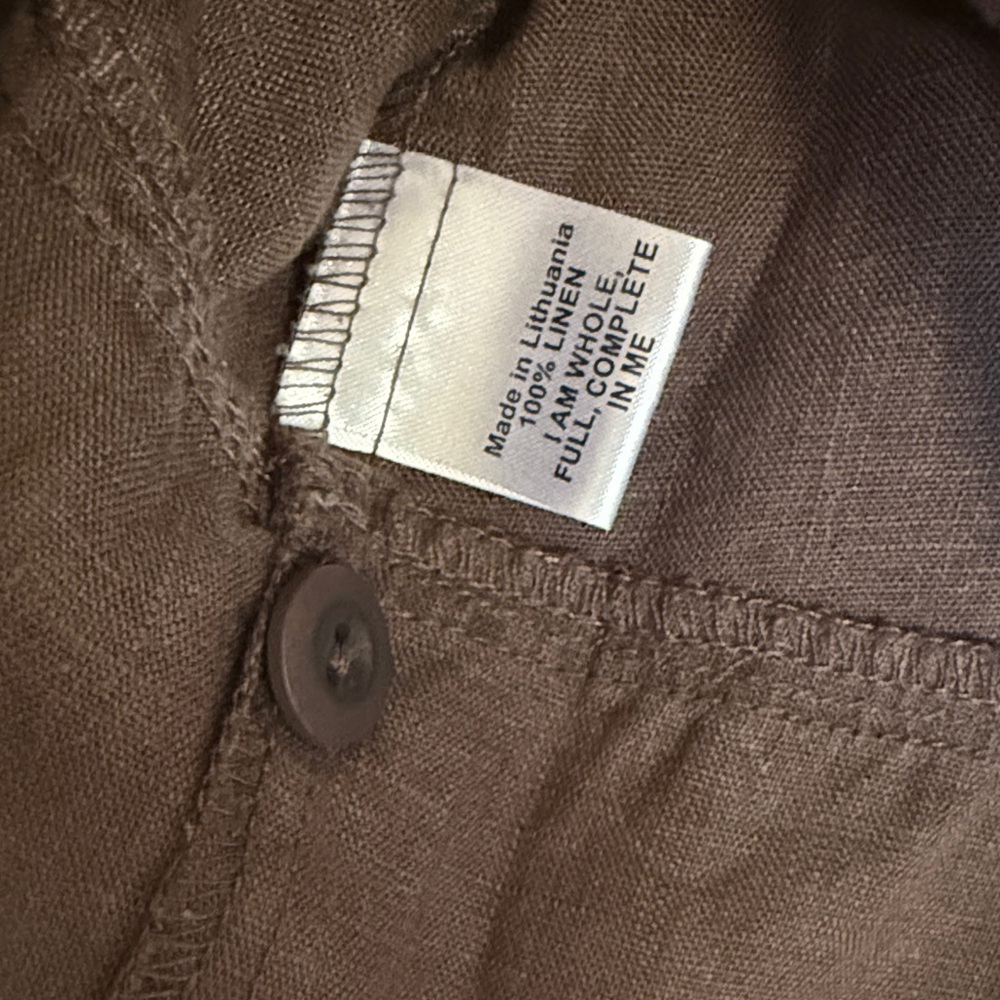 Made in Lithuania
100% LINEN
I AM WHOLE,
FULL, COMPLETE
IN ME